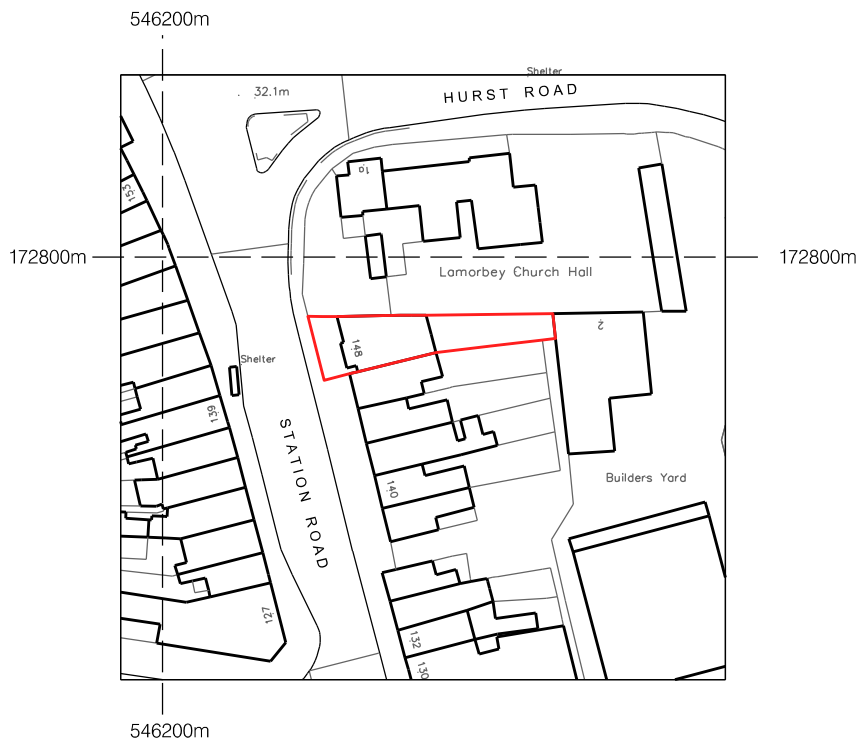 546200m
Shelter
32.1m
HURST ROAD
1a
153
172800m
172800m
Lamorbey Church Hall
2
148
Shelter
139
STATION ROAD
Builders Yard
140
127
132
130
546200m